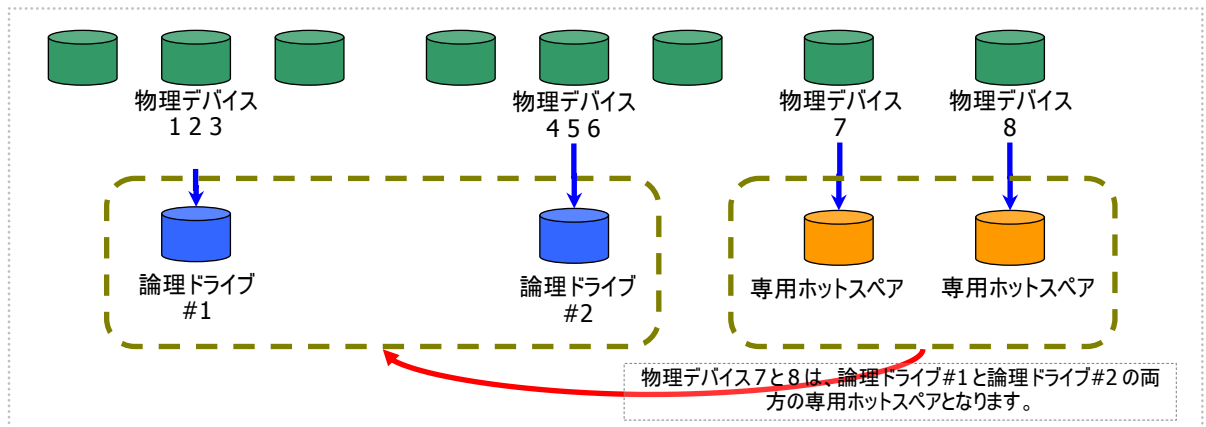 物理デバイス
1 2 3
物理デバイス
4 5 6
物理デバイス
7
物理デバイス
8
論理ドライブ
#1
論理ドライブ
#2
専用ホットスペア
専用ホットスペア
物理デバイス7と8は、論理ドライブ#1と論理ドライブ#2の両
方の専用ホットスペアとなります。